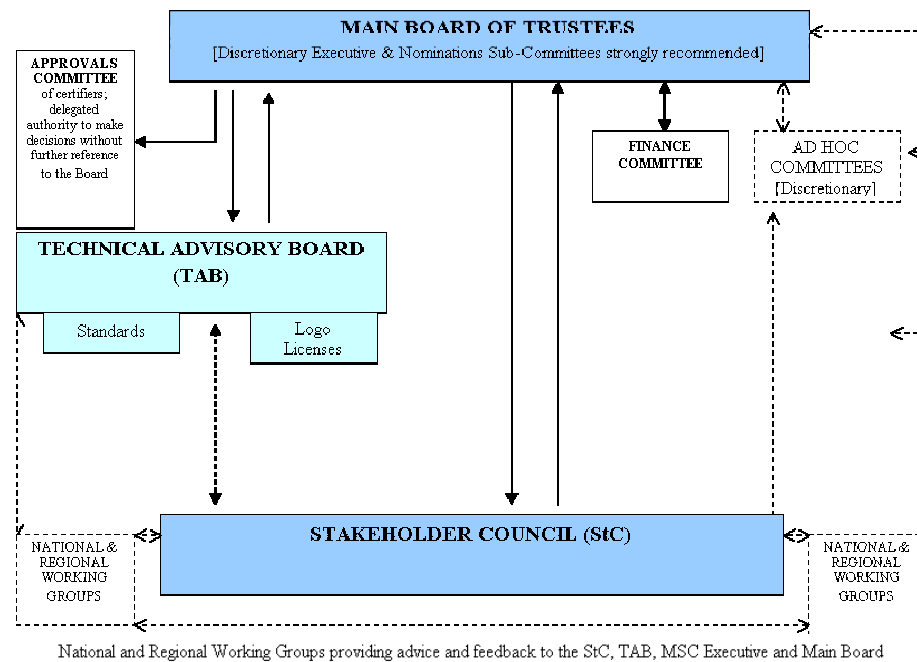 MAIN BOARD OF TRUSTEES
[Discretionary Executive & Nominations Sub-Committees strongly recommended]
APPROVALS
COMMITTEE
of certifiers;
delegated
authority to make
decisions without
further reference
to the Board
FINANCE
COMMITTEE
AD HOC
COMMITTEES
[Discretionary]
TECHNICAL ADVISORY BOARD
(TAB)
Standards
Logo
Licenses
STAKEHOLDER COUNCIL (StC)
NATIONAL &
REGIONAL
WORKING
GROUPS
NATIONAL &
REGIONAL
WORKING
GROUPS
National and Regional Working Groups providing advice and feedback to the StC, TAB, MSC Executive and Main Board